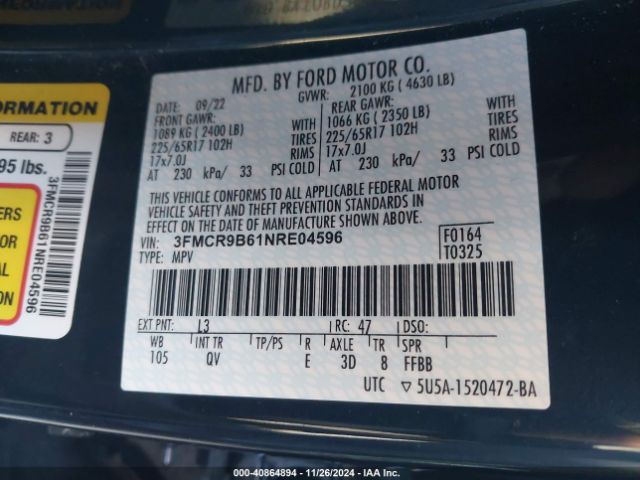 MFD. BY FORD MOTOR CO.
DATE: 09/22 GVWR: 2100 KG ( 4630 LB)
FRONT GAWR: REAR GAWR:
1089 KG ( 2400 LB) WITH 1066 KG ( 2350 LB) WITH
225/65R17 102H TIRES 225/65R17 102H TIRES
17x7.0J RIMS 17x7.0J RIMS
AT 230 kPa/ 33 PSI COLD AT 230 kPa/ 33 PSI COLD
THIS VEHICLE CONFORMS TO ALL APPLICABLE FEDERAL MOTOR
VEHICLE SAFETY AND THEFT PREVENTION STANDARDS IN
EFFECT ON THE DATE OF MANUFACTURE SHOWN ABOVE.
VIN: 3FMCR9B61NRE04596 F0164
TYPE: MPV T0325
EXT PNT: L3 RC: 47 DSO:
WB INT TR TP/PS R AXLE TR SPR
105 QV E 3D 8 FFBB
UTC ▽ 5U5A-1520472-BA
ORMATION
REAR: 3
95 lbs.
ERS
OR
ON
3FMCR9B61NRE04596
Stock No: 40864894 | 11/26/2024 | IAA Inc.